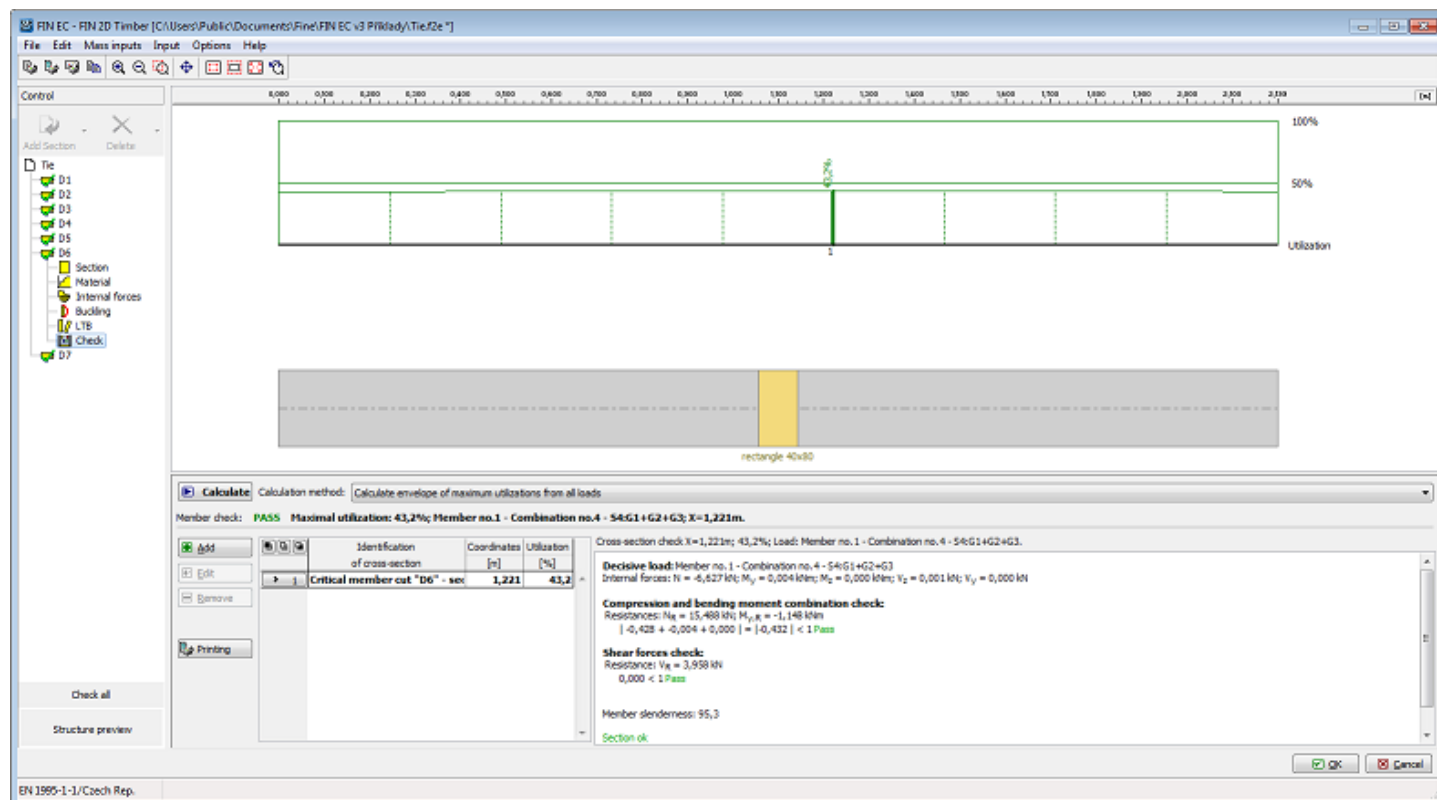 FIN EC - FIN 2D Timber [C:\Users\Public\Documents\Fine\FIN EC v3 Příklady\Tie.f2e *]
File Edit Mass inputs Input Options Help
Control
Add Section Delete
Tie
D1
D2
D3
D4
D5
D6
Section
Material
Internal forces
Buckling
LTB
Check
D7
Check all
Structure preview
[m]
100%
50%
43,2%
Utilization
1
rectangle 40x80
Calculate Calculation method: Calculate envelope of maximum utilizations from all loads
Member check: PASS Maximal utilization: 43,2%; Member no.1 - Combination no.4 - S4:G1+G2+G3; X=1,221m.
Add
Edit
Remove
Printing
Identification Coordinates Utilization
of cross-section [m] [%]
1 Critical member cut "D6" - sec 1,221 43,2
Cross-section check X=1,221m; 43,2%; Load: Member no. 1 - Combination no. 4 - S4:G1+G2+G3.
Decisive load: Member no. 1 - Combination no. 4 - S4:G1+G2+G3
Internal forces: N = -6,627 kN; My = 0,004 kNm; Mz = 0,000 kNm; Vz = 0,001 kN; Vy = 0,000 kN
Compression and bending moment combination check:
Resistances: NR = 15,488 kN; My,R = -1,148 kNm
| -0,428 + -0,004 + 0,000 | = |-0,432 | < 1 Pass
Shear forces check:
Resistance: VR = 3,958 kN
0,000 < 1 Pass
Member slenderness: 95,3
Section ok
OK Cancel
EN 1995-1-1/Czech Rep.